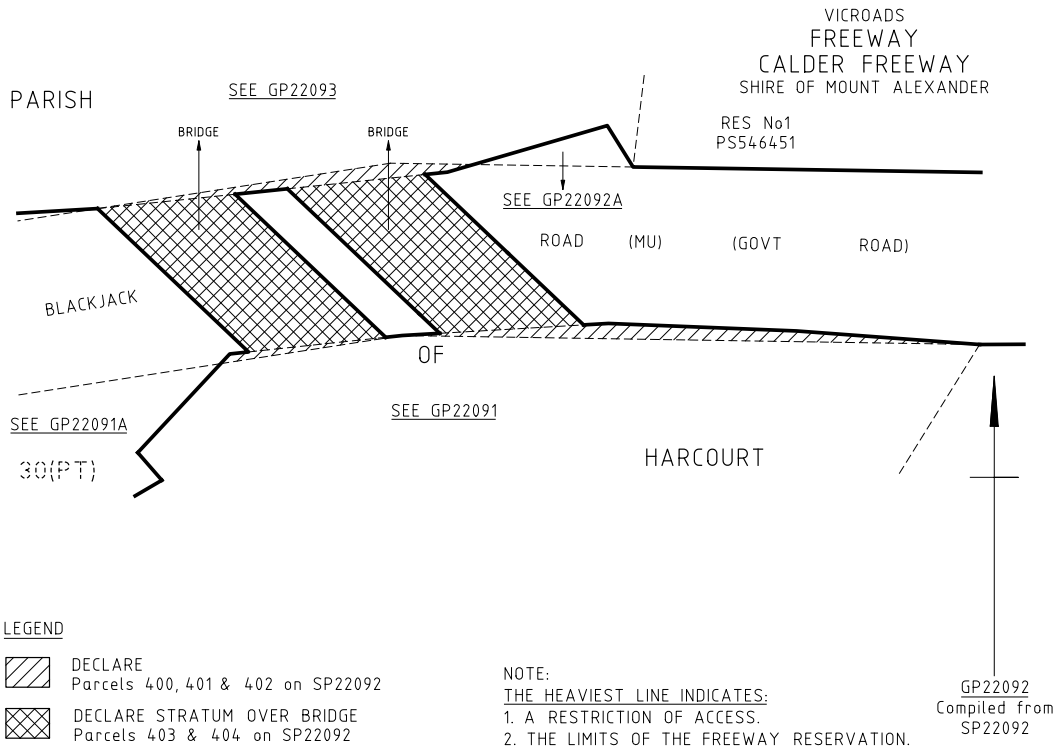 VICROADS
FREEWAY
CALDER FREEWAY
SHIRE OF MOUNT ALEXANDER
PARISH
SEE GP22093
RES No1
PS546451
BRIDGE
BRIDGE
SEE GP22092A
ROAD (MU) (GOVT ROAD)
BLACKJACK
OF
SEE GP22091
SEE GP22091A
30(PT)
HARCOURT
LEGEND
DECLARE
Parcels 400, 401 & 402 on SP22092
DECLARE STRATUM OVER BRIDGE
Parcels 403 & 404 on SP22092
NOTE:
THE HEAVIEST LINE INDICATES:
1. A RESTRICTION OF ACCESS.
2. THE LIMITS OF THE FREEWAY RESERVATION.
GP22092
Compiled from
SP22092